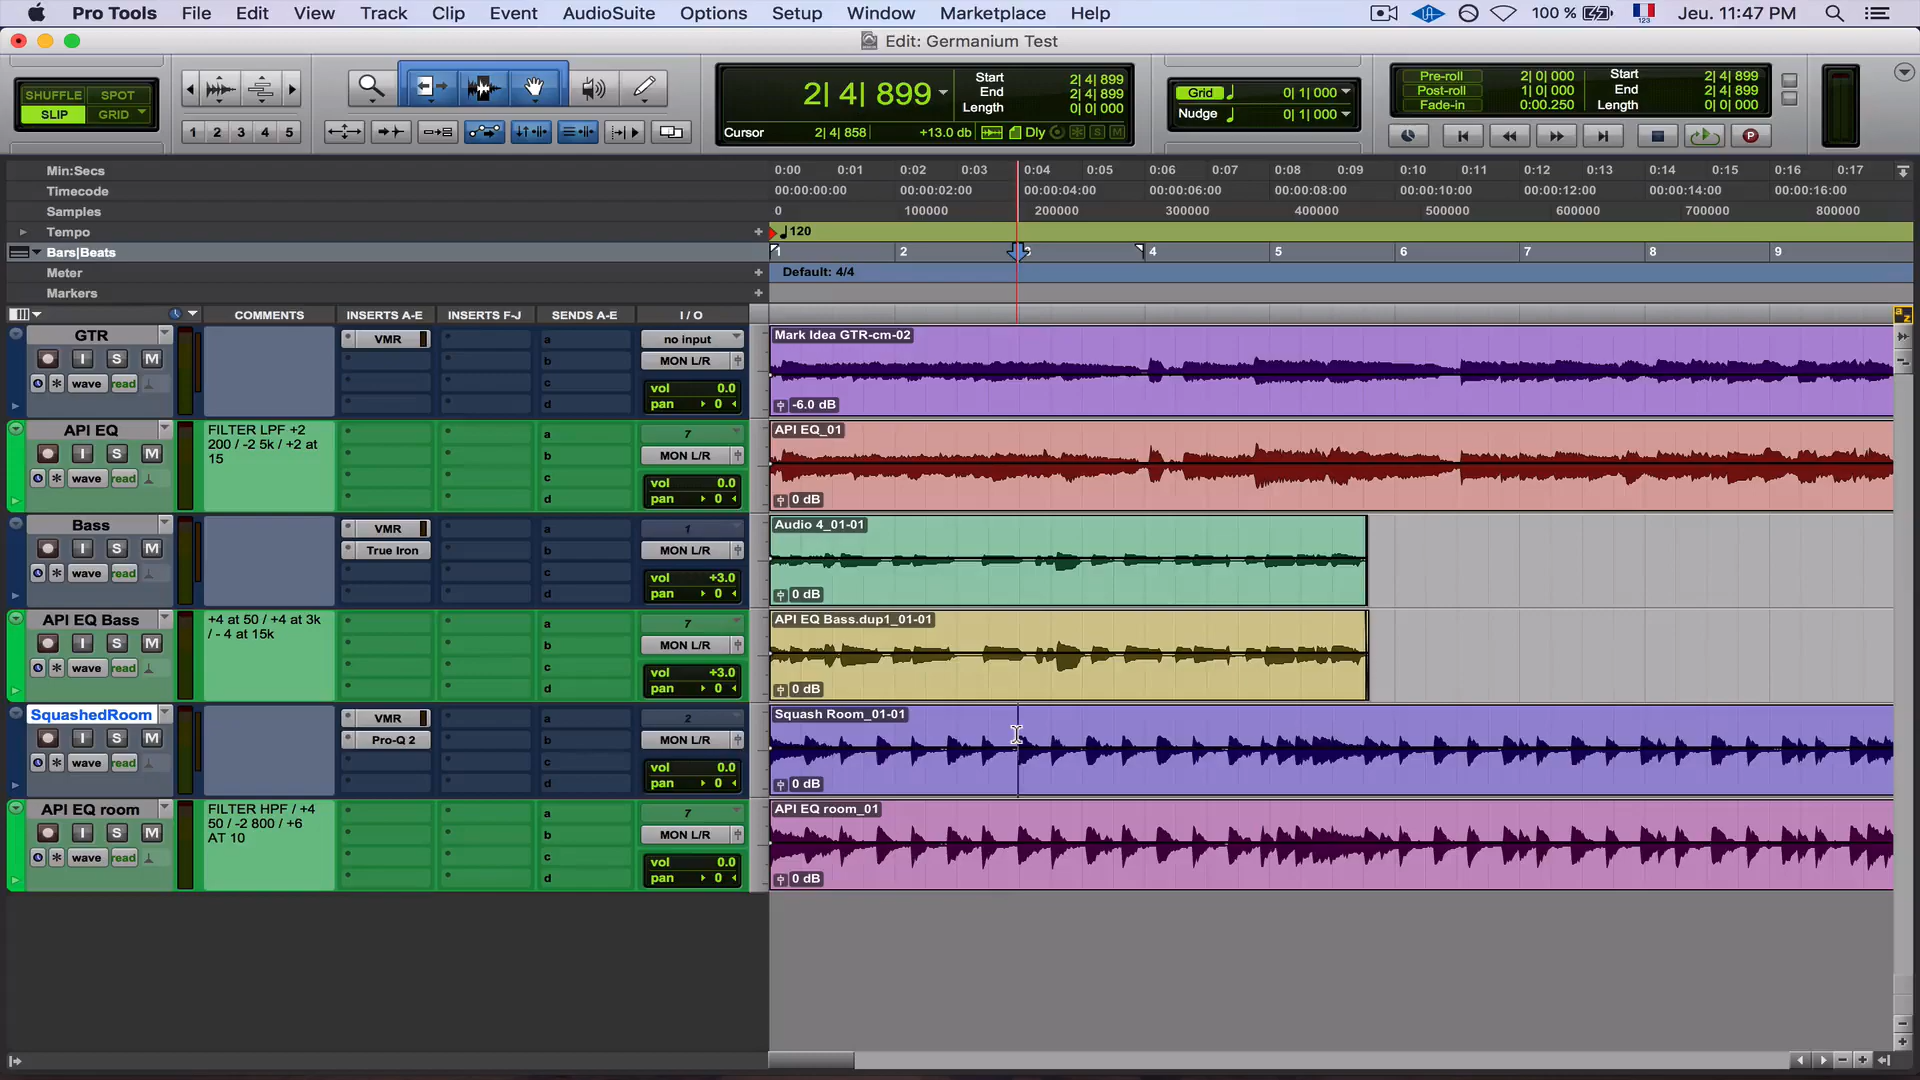 Pro Tools File Edit View Track Clip Event AudioSuite Options Setup Window Marketplace Help 100 % 123 Jeu. 11:47 PM
Edit: Germanium Test
SHUFFLE SPOT
SLIP GRID
1 2 3 4 5
2| 4| 899
Start 2| 4| 899
End 2| 4| 899
Length 0| 0| 000
Cursor 2| 4| 858 +13.0 db Dly S M
Grid 0| 1| 000
Nudge 0| 1| 000
Pre-roll 2| 0| 000 Start 2| 4| 899
Post-roll 1| 0| 000 End 2| 4| 899
Fade-in 0:00.250 Length 0| 0| 000
P
Min:Secs 0:00 0:01 0:02 0:03 0:04 0:05 0:06 0:07 0:08 0:09 0:10 0:11 0:12 0:13 0:14 0:15 0:16 0:17
Timecode 00:00:00:00 00:00:02:00 00:00:04:00 00:00:06:00 00:00:08:00 00:00:10:00 00:00:12:00 00:00:14:00 00:00:16:00
Samples 0 100000 200000 300000 400000 500000 600000 700000 800000
Tempo + 120
Bars|Beats 1 2 3 4 5 6 7 8 9
Meter + Default: 4/4
Markers +
COMMENTS INSERTS A-E INSERTS F-J SENDS A-E I / O
a z
GTR
I S M
wave read
VMR
a
b
c
d
no input
MON L/R
vol 0.0
pan 0
Mark Idea GTR-cm-02
-6.0 dB
API EQ
I S M
wave read
FILTER LPF +2
200 / -2 5k / +2 at
15
a
b
c
d
7
MON L/R
vol 0.0
pan 0
API EQ_01
0 dB
Bass
I S M
wave read
VMR
True Iron
a
b
c
d
1
MON L/R
vol +3.0
pan 0
Audio 4_01-01
0 dB
API EQ Bass
I S M
wave read
+4 at 50 / +4 at 3k
/ - 4 at 15k
a
b
c
d
7
MON L/R
vol +3.0
pan 0
API EQ Bass.dup1_01-01
0 dB
SquashedRoom
I S M
wave read
VMR
Pro-Q 2
a
b
c
d
2
MON L/R
vol 0.0
pan 0
Squash Room_01-01
0 dB
API EQ room
I S M
wave read
FILTER HPF / +4
50 / -2 800 / +6
AT 10
a
b
c
d
7
MON L/R
vol 0.0
pan 0
API EQ room_01
0 dB